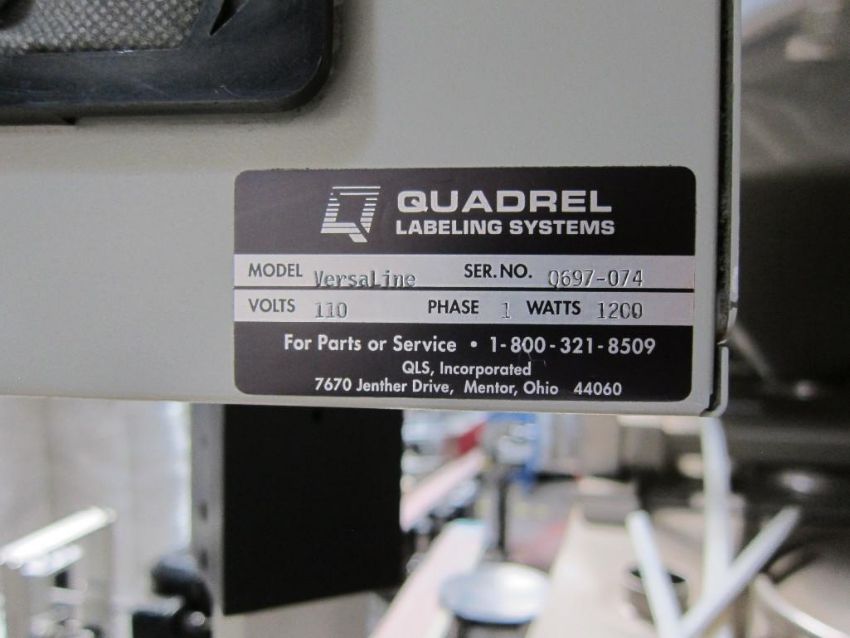 QUADREL
LABELING SYSTEMS
MODEL VersaLine SER. NO. Q697-074
VOLTS 110 PHASE 1 WATTS 1200
For Parts or Service • 1-800-321-8509
QLS, Incorporated
7670 Jenther Drive, Mentor, Ohio 44060